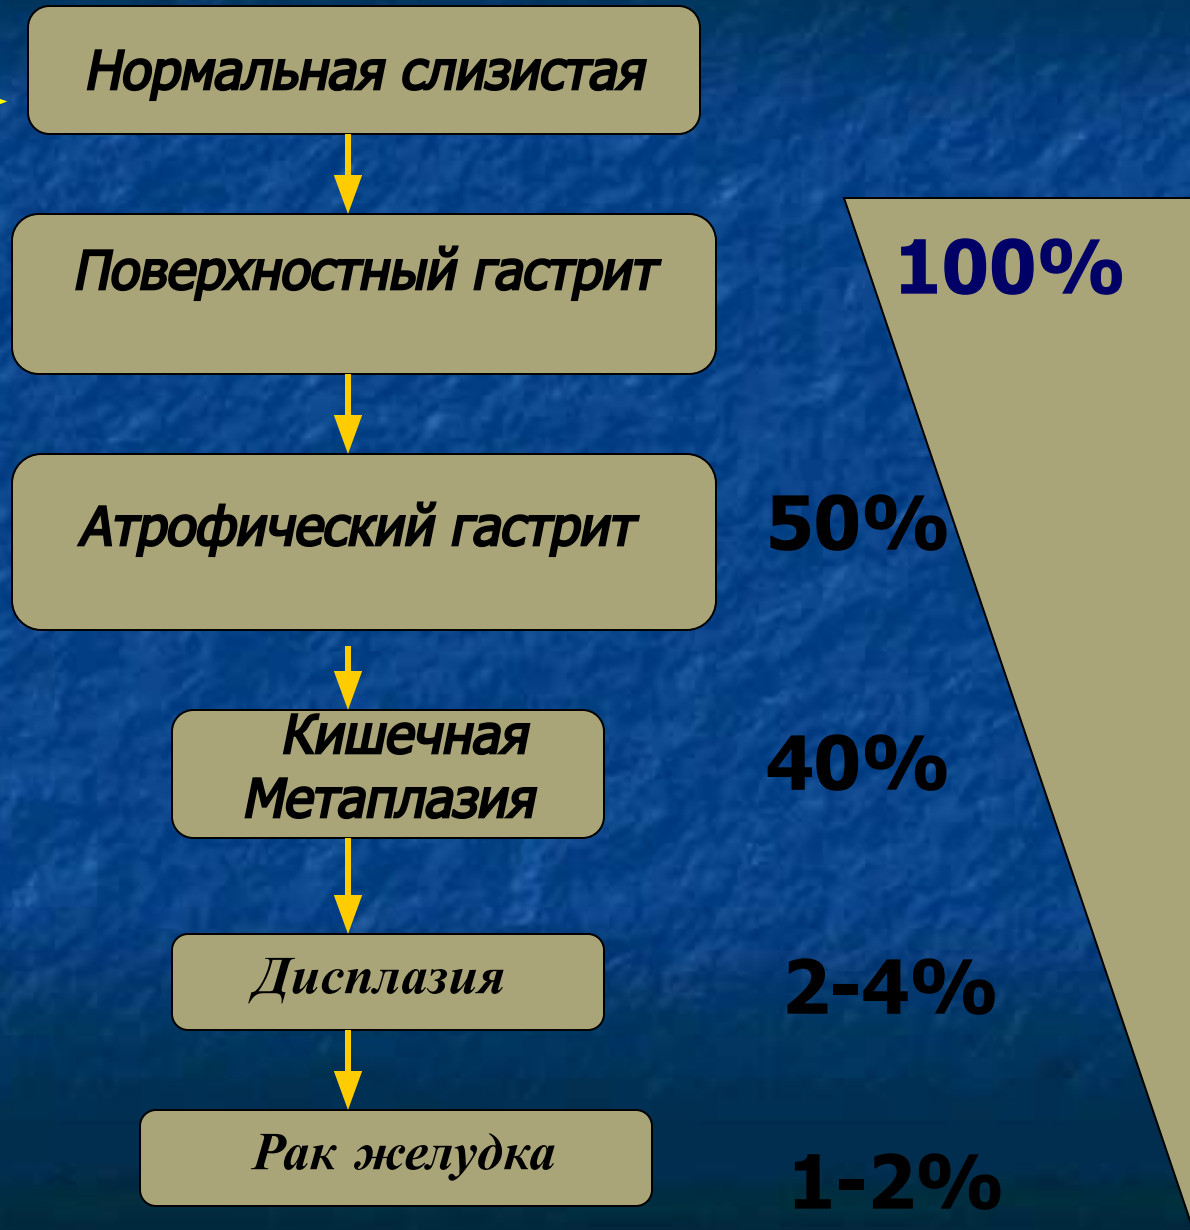 Нормальная слизистая
Поверхностный гастрит
100%
Атрофический гастрит
50%
Кишечная
Метаплазия
40%
Дисплазия
2-4%
Рак желудка
1-2%